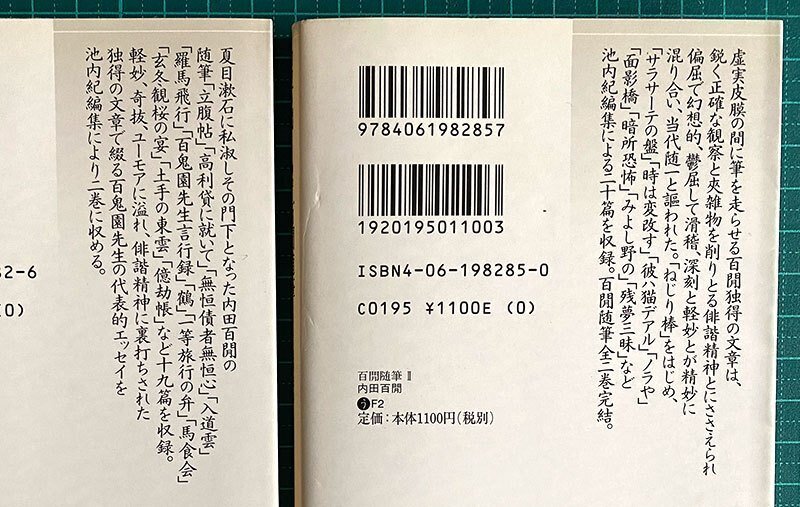 夏目漱石に私淑しその門下となった内田百閒の
随筆「立腹帖」「高利貸に就いて」「無恒債者無恒心」「入道雲」
「羅馬飛行」「百鬼園先生言行録」「鶴」「一等旅行の弁」「馬食会」
「玄冬観桜の宴」「土手の東雲」「億劫帳」など十九篇を収録。
軽妙、奇抜、ユーモアに溢れ、俳諧精神に裏打ちされた
独得の文章で綴る百鬼園先生の代表的エッセイを
池内紀編集により二巻に収める。
2-6
0)
虚実皮膜の間に筆を走らせる百閒独得の文章は、
鋭く正確な観察と夾雑物を削りとる俳諧精神とにささえられ
偏屈で幻想的、鬱屈して滑稽、深刻と軽妙とが精妙に
混り合い、当代随一と謳われた。「ねじり棒」をはじめ、
「サラサーテの盤」「時は変改す」「彼ハ猫デアル」「ノラや」
「面影橋」「暗所恐怖」「みよし野の」「残夢三昧」など
池内紀編集による二十篇を収録。百閒随筆全二巻完結。
9784061982857
1920195011003
ISBN4-06-198285-0
C0195 ¥1100E (0)
百閒随筆 Ⅱ
内田百閒
うF2
定価：本体1100円(税別)